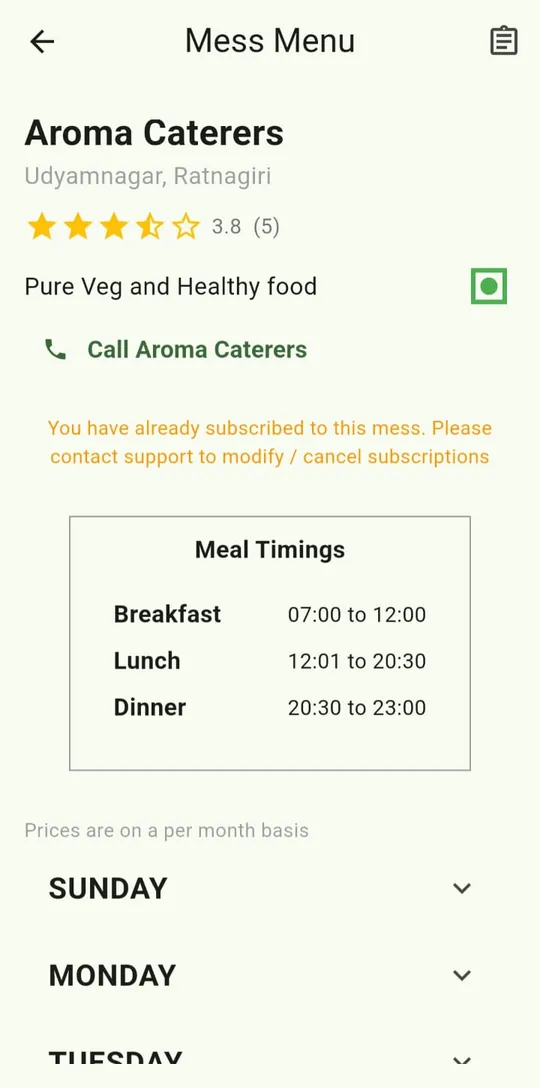 Mess Menu
Aroma Caterers
Udyamnagar, Ratnagiri
3.8 (5)
Pure Veg and Healthy food
Call Aroma Caterers
You have already subscribed to this mess. Please
contact support to modify / cancel subscriptions
Meal Timings
Breakfast 07:00 to 12:00
Lunch 12:01 to 20:30
Dinner 20:30 to 23:00
Prices are on a per month basis
SUNDAY
MONDAY
TUESDAY